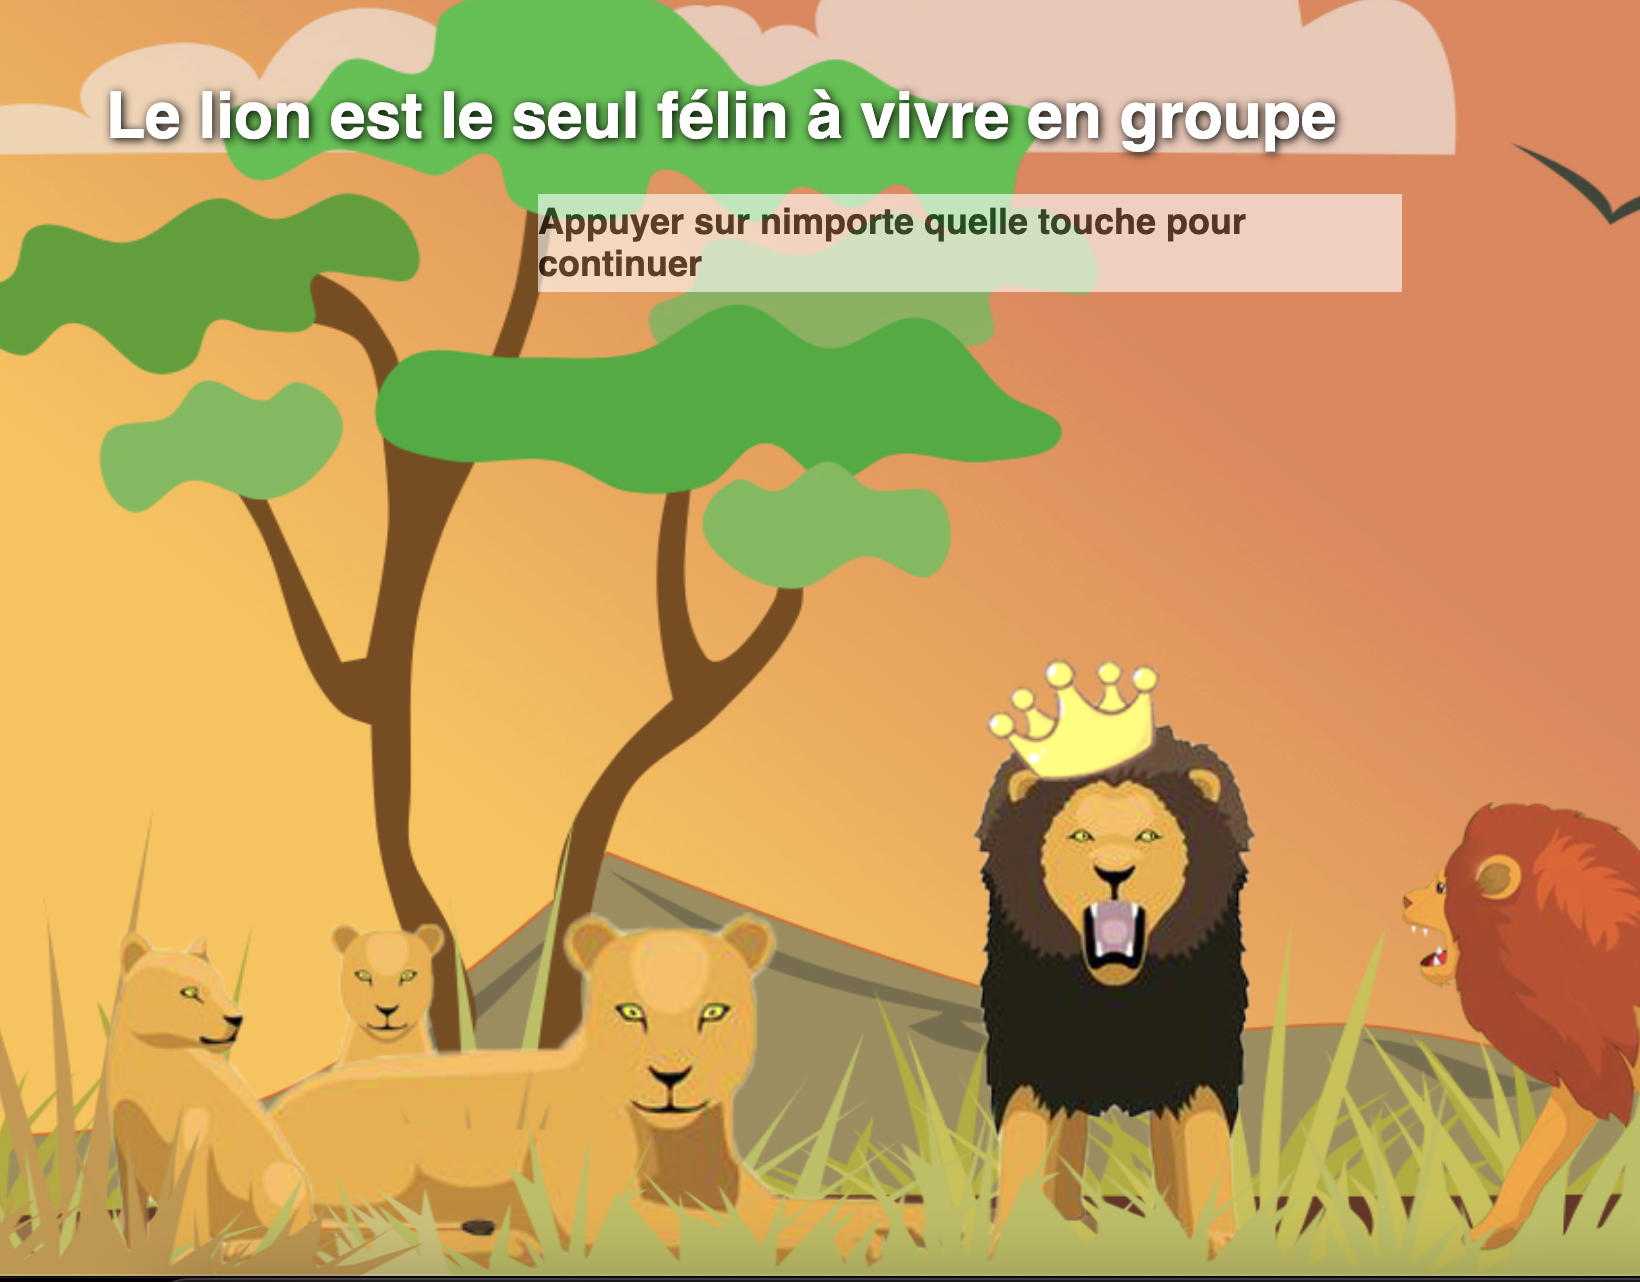 Le lion est le seul félin à vivre en groupe
Appuyer sur nimporte quelle touche pour
continuer